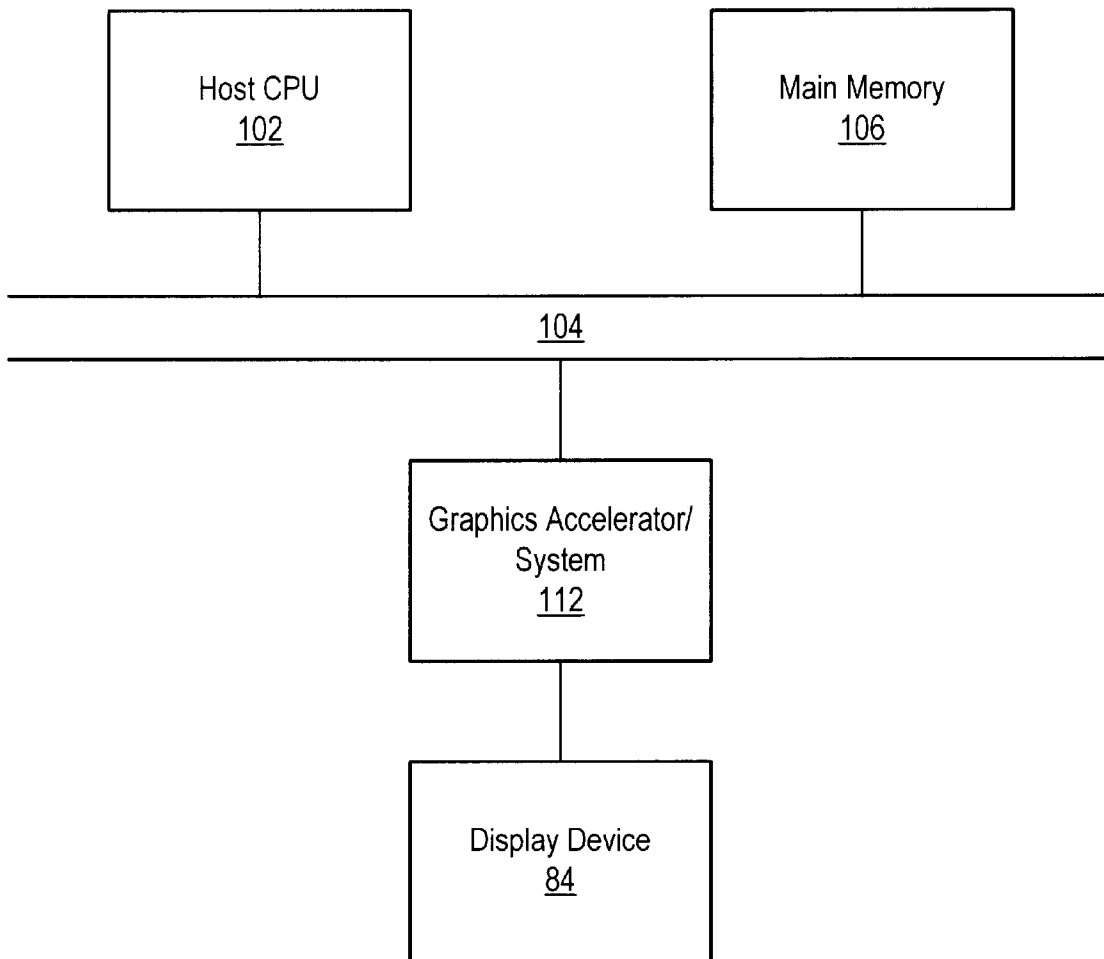 Host CPU
102
Main Memory
106
104
Graphics Accelerator/
System
112
Display Device
84